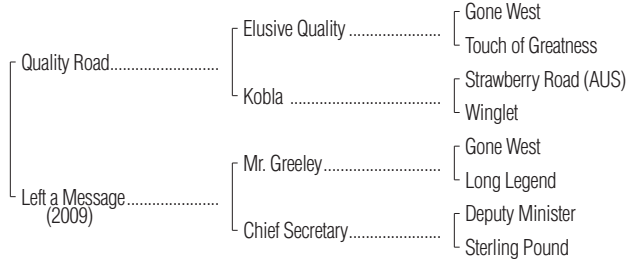 Gone West
Elusive Quality ........................
Touch of Greatness
Quality Road............................
Strawberry Road (AUS)
Kobla .......................................
Winglet
Gone West
Mr. Greeley..............................
Long Legend
Left a Message........................
(2009)
Deputy Minister
Chief Secretary........................
Sterling Pound